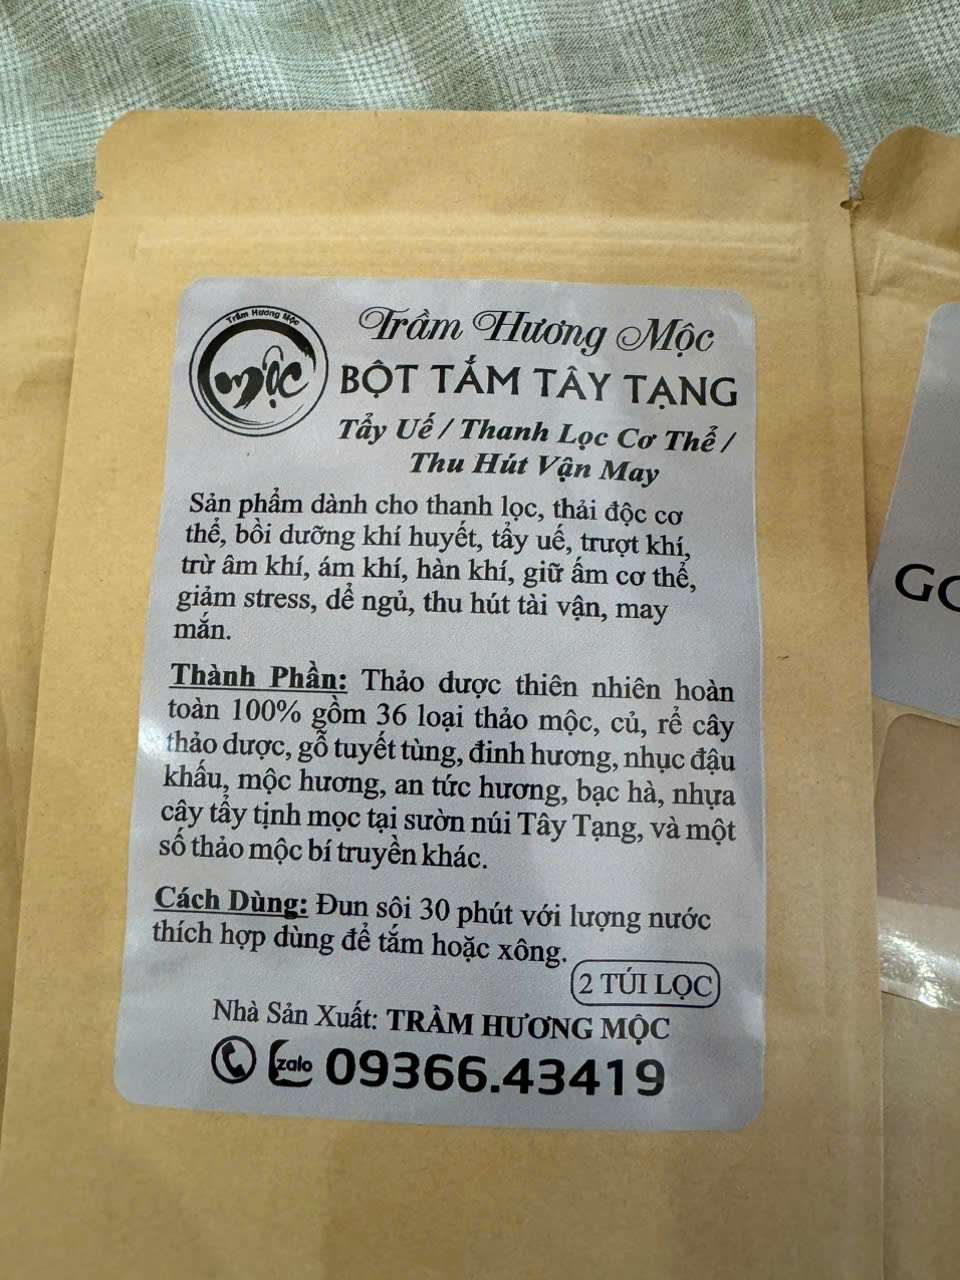 Trầm Hương Mộc
MỘC
Trầm Hương Mộc
BỘT TẮM TÂY TẠNG
Tẩy Uế / Thanh Lọc Cơ Thể /
Thu Hút Vận May
Sản phẩm dành cho thanh lọc, thải độc cơ
thể, bồi dưỡng khí huyết, tẩy uế, trượt khí,
trừ âm khí, ám khí, hàn khí, giữ ấm cơ thể,
giảm stress, dể ngủ, thu hút tài vận, may
mắn.
Thành Phần: Thảo dược thiên nhiên hoàn
toàn 100% gồm 36 loại thảo mộc, củ, rể cây
thảo dược, gỗ tuyết tùng, đinh hương, nhục đậu
khấu, mộc hương, an tức hương, bạc hà, nhựa
cây tẩy tịnh mọc tại sườn núi Tây Tạng, và một
số thảo mộc bí truyền khác.
Cách Dùng: Đun sôi 30 phút với lượng nước
thích hợp dùng để tắm hoặc xông.
2 TÚI LỌC
Nhà Sản Xuất: TRẦM HƯƠNG MỘC
zalo 09366.43419